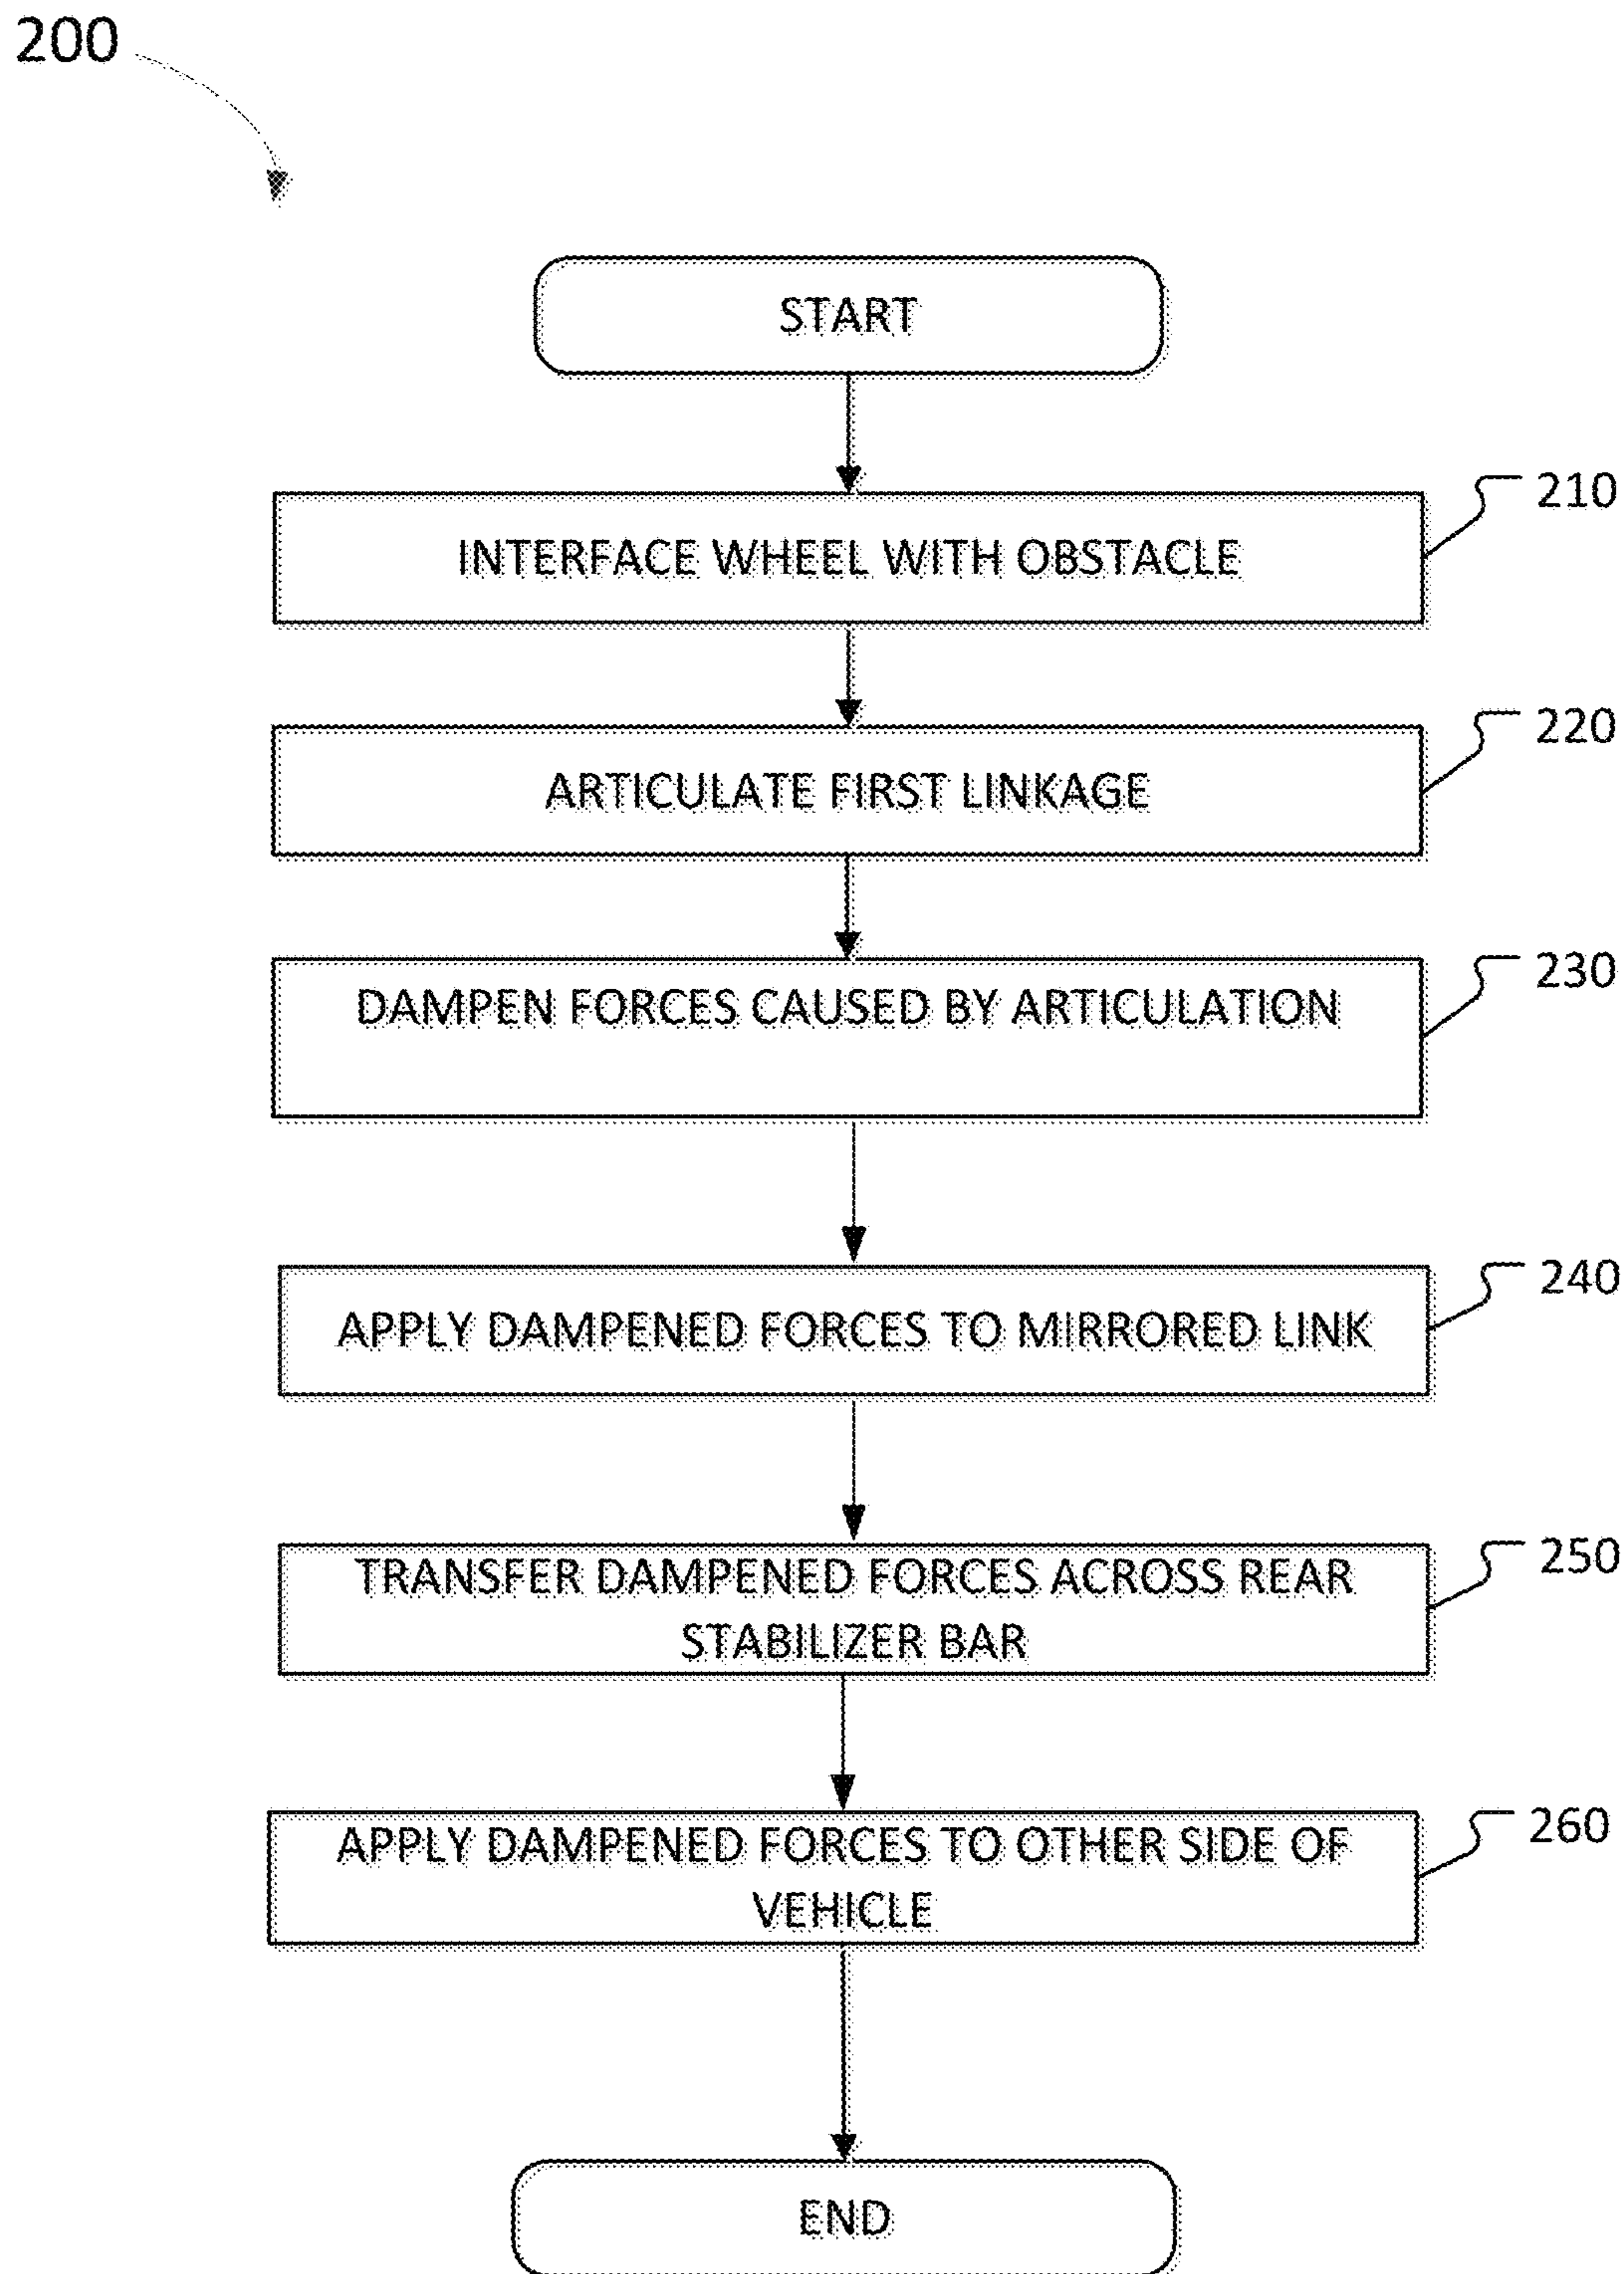 200
START
INTERFACE WHEEL WITH OBSTACLE
210
ARTICULATE FIRST LINKAGE
220
DAMPEN FORCES CAUSED BY ARTICULATION
230
APPLY DAMPENED FORCES TO MIRRORED LINK
240
TRANSFER DAMPENED FORCES ACROSS REAR
STABILIZER BAR
250
APPLY DAMPENED FORCES TO OTHER SIDE OF
VEHICLE
260
END